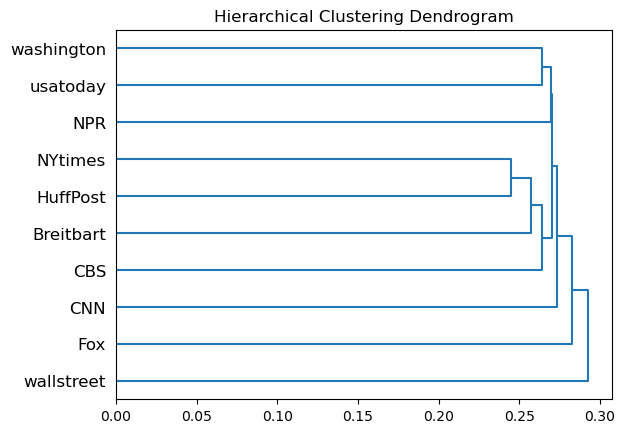 Hierarchical Clustering Dendrogram
washington
usatoday
NPR
NYtimes
HuffPost
Breitbart
CBS
CNN
Fox
wallstreet
0.00 0.05 0.10 0.15 0.20 0.25 0.30